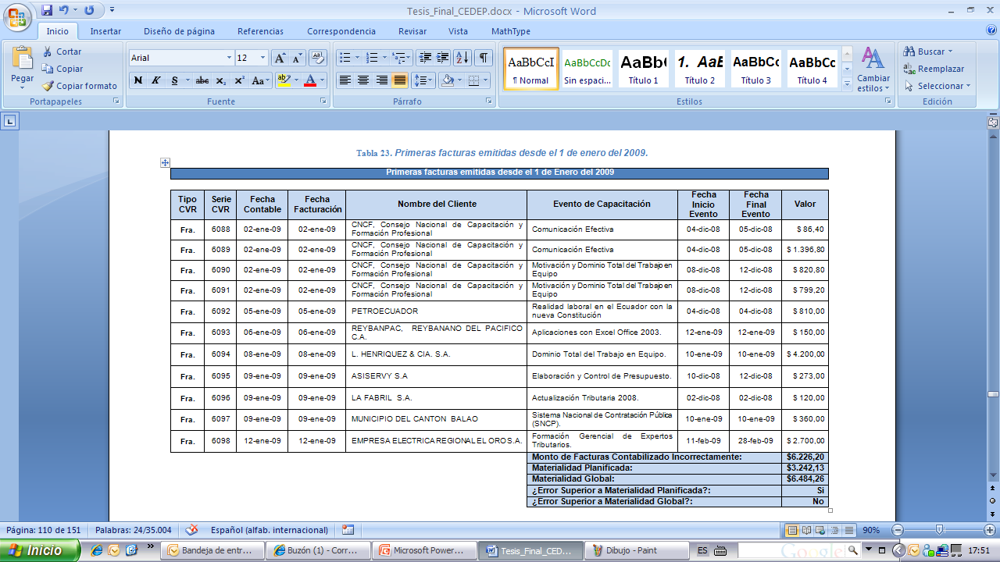 Tesis_Final_CEDEP.docx - Microsoft Word
Inicio Insertar Diseño de página Referencias Correspondencia Revisar Vista MathType
Pegar
Cortar
Copiar
Copiar formato
Portapapeles
Arial 12
N K S abc x₂ x² Aa
Fuente
Párrafo
AaBbCcI AaBbCcDc AaBb( 1. AaE AaBbCc AaBbCc
¶ Normal Sin espaci... Título 1 Título 2 Título 3 Título 4
Cambiar estilos
Estilos
Buscar
Reemplazar
Seleccionar
Edición
Tabla 23. Primeras facturas emitidas desde el 1 de enero del 2009.
Primeras facturas emitidas desde el 1 de Enero del 2009
Tipo CVR Serie CVR Fecha Contable Fecha Facturación Nombre del Cliente Evento de Capacitación Fecha Inicio Evento Fecha Final Evento Valor
Fra. 6088 02-ene-09 02-ene-09 CNCF, Consejo Nacional de Capacitación y Formación Profesional Comunicación Efectiva 04-dic-08 05-dic-08 $ 86,40
Fra. 6089 02-ene-09 02-ene-09 CNCF, Consejo Nacional de Capacitación y Formación Profesional Comunicación Efectiva 04-dic-08 05-dic-08 $ 1.396,80
Fra. 6090 02-ene-09 02-ene-09 CNCF, Consejo Nacional de Capacitación y Formación Profesional Motivación y Dominio Total del Trabajo en Equipo 08-dic-08 12-dic-08 $ 820,80
Fra. 6091 02-ene-09 02-ene-09 CNCF, Consejo Nacional de Capacitación y Formación Profesional Motivación y Dominio Total del Trabajo en Equipo 08-dic-08 12-dic-08 $ 799,20
Fra. 6092 05-ene-09 05-ene-09 PETROECUADOR Realidad laboral en el Ecuador con la nueva Constitución 04-dic-08 04-dic-08 $ 810,00
Fra. 6093 06-ene-09 06-ene-09 REYBANPAC, REYBANANO DEL PACIFICO C.A. Aplicaciones con Excel Office 2003. 12-ene-09 12-ene-09 $ 150,00
Fra. 6094 08-ene-09 08-ene-09 L. HENRIQUEZ & CIA. S.A. Dominio Total del Trabajo en Equipo. 10-ene-09 10-ene-09 $ 4.200,00
Fra. 6095 09-ene-09 09-ene-09 ASISERVY S.A Elaboración y Control de Presupuesto. 10-dic-08 12-dic-08 $ 273,00
Fra. 6096 09-ene-09 09-ene-09 LA FABRIL S.A. Actualización Tributaria 2008. 02-dic-08 02-dic-08 $ 120,00
Fra. 6097 09-ene-09 09-ene-09 MUNICIPIO DEL CANTON BALAO Sistema Nacional de Contratación Pública (SNCP). 10-ene-09 10-ene-09 $ 360,00
Fra. 6098 12-ene-09 12-ene-09 EMPRESA ELECTRICA REGIONAL EL ORO S.A. Formación Gerencial de Expertos Tributarios. 11-feb-09 28-feb-09 $ 2.700,00
Monto de Facturas Contabilizado Incorrectamente: $6.226,20
Materialidad Planificada: $3.242,13
Materialidad Global: $6.484,26
¿Error Superior a Materialidad Planificada?: Si
¿Error Superior a Materialidad Global?: No
Página: 110 de 151 Palabras: 24/35.004 Español (alfab. internacional) 90%
Inicio Bandeja de entr... Buzón (1) - Corr... Microsoft Power... Tesis_Final_CED... Dibujo - Paint ES Google 17:51